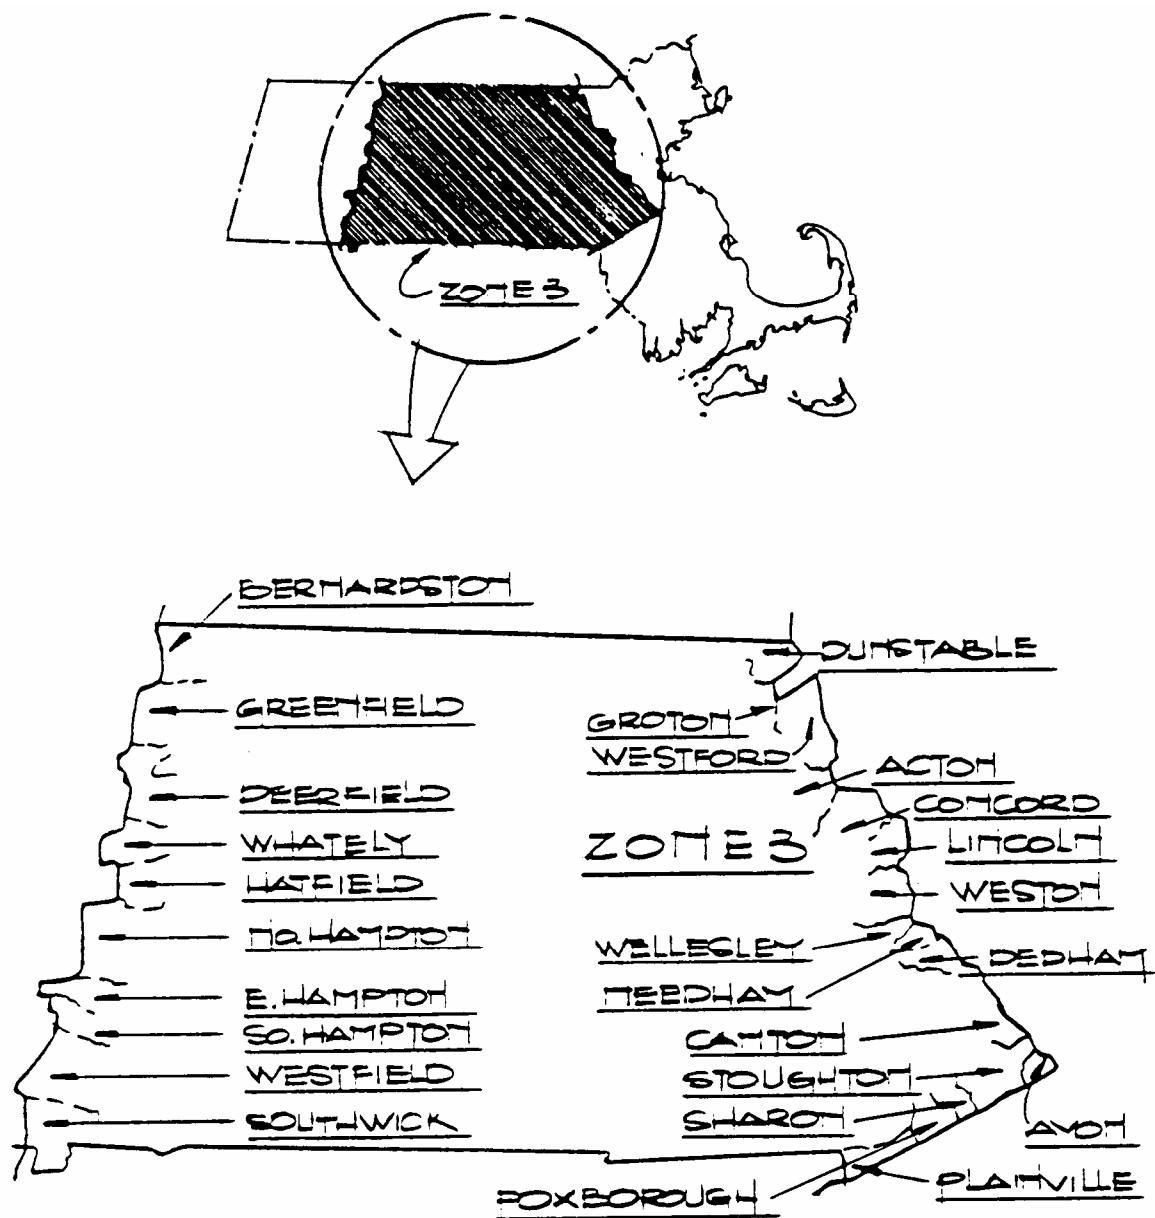 ZONE 3
BERNARDSTON
DUNSTABLE
GREENFIELD
GROTON
WESTFORD
ACTON
DEERFIELD
CONCORD
WHATELY
ZONE 3
LINCOLN
HATFIELD
WESTON
NO. HAMPTON
WELLESLEY
DEDHAM
E. HAMPTON
NEEDHAM
SO. HAMPTON
CANTON
WESTFIELD
STOUGHTON
SOUTHWICK
SHARON
AVON
PLAINVILLE
FOXBOROUGH